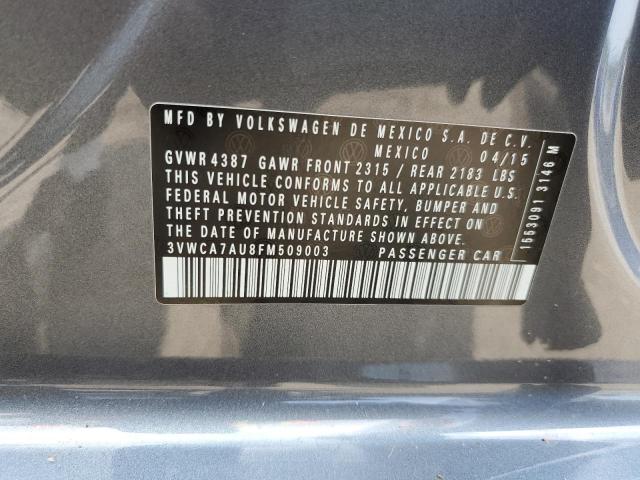 MFD BY VOLKSWAGEN DE MEXICO S.A. DE C.V.
MEXICO 04/15
GVWR 4387 GAWR FRONT 2315 / REAR 2183 LBS
THIS VEHICLE CONFORMS TO ALL APPLICABLE U.S.
FEDERAL MOTOR VEHICLE SAFETY, BUMPER AND
THEFT PREVENTION STANDARDS IN EFFECT ON
THE DATE OF MANUFACTURE SHOWN ABOVE.
3VWCA7AU8FM509003 PASSENGER CAR
1553091 3146 M